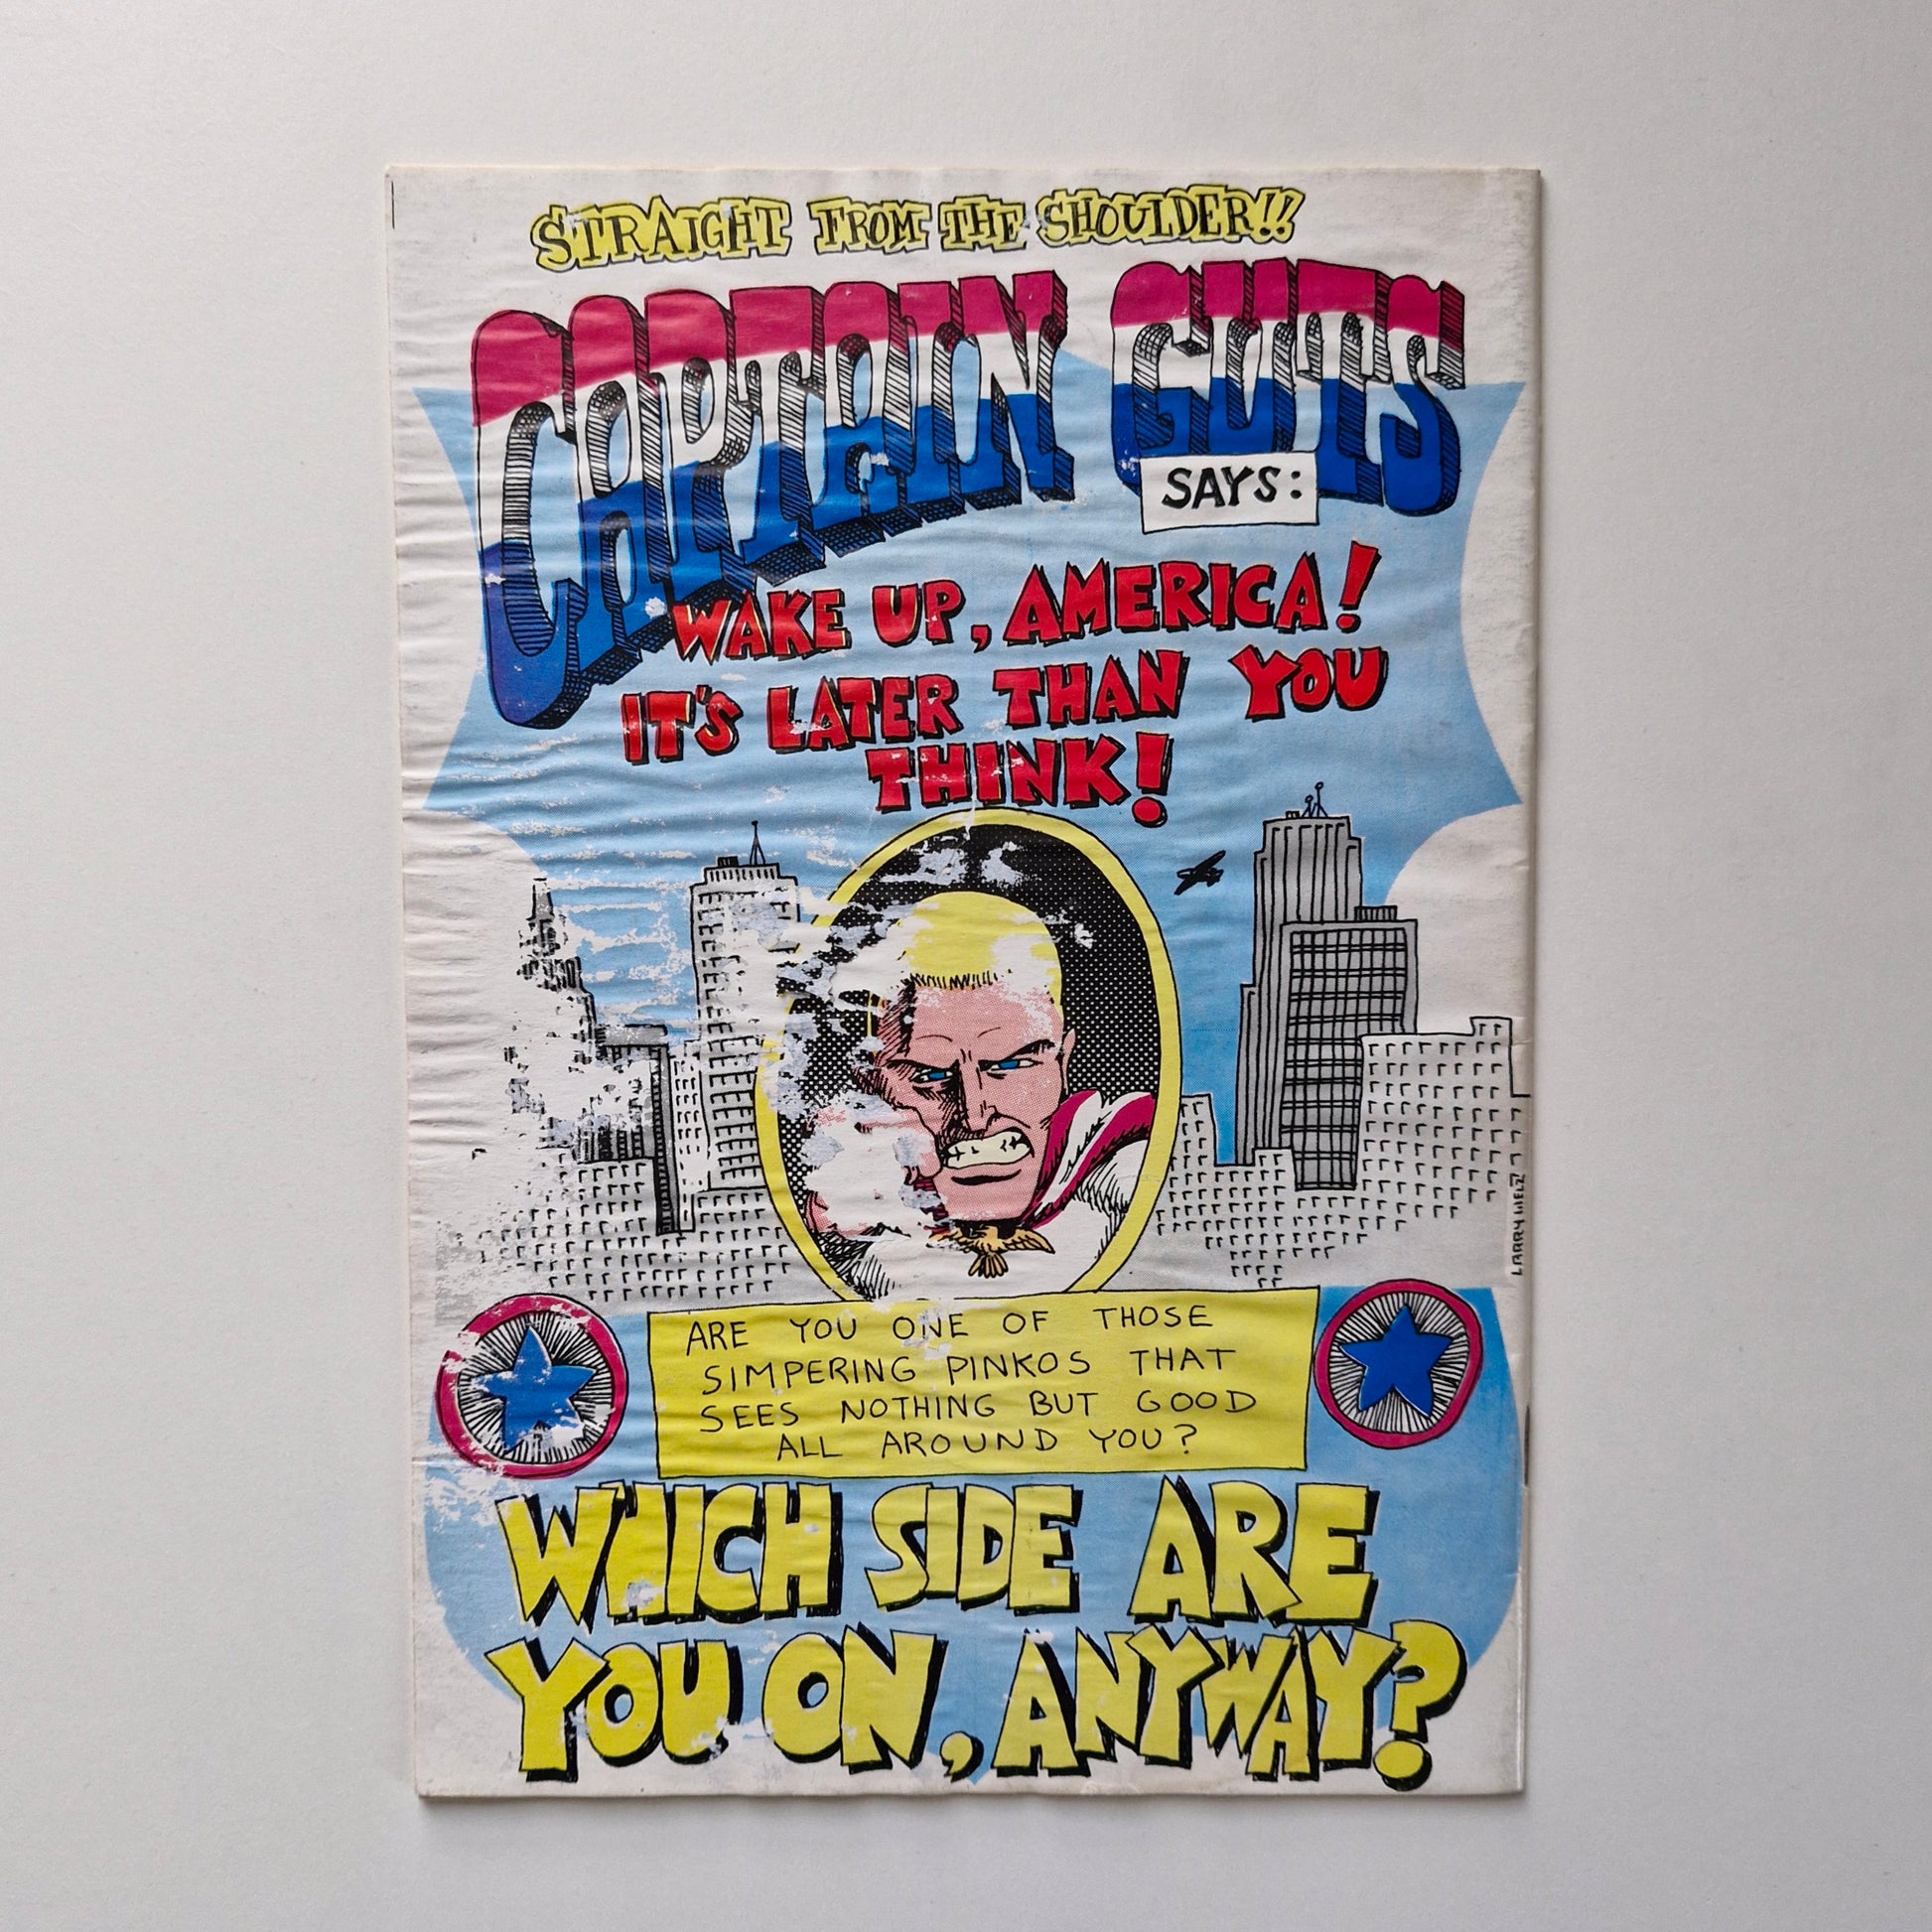 STRAIGHT FROM THE SHOULDER!!
CAPTAIN GUTS
SAYS:
WAKE UP, AMERICA!
IT'S LATER THAN YOU
THINK!
LARRY WELZ
ARE YOU ONE OF THOSE
SIMPERING PINKOS THAT
SEES NOTHING BUT GOOD
ALL AROUND YOU?
WHICH SIDE ARE
YOU ON, ANYWAY?